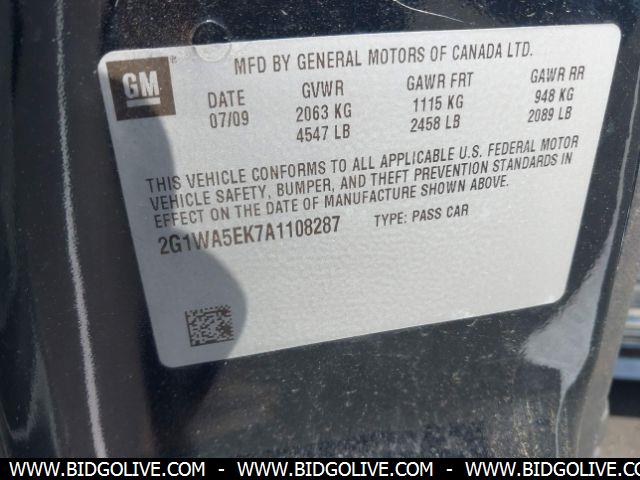 GM
MFD BY GENERAL MOTORS OF CANADA LTD.
DATE GVWR GAWR FRT GAWR RR
07/09 2063 KG 1115 KG 948 KG
4547 LB 2458 LB 2089 LB
THIS VEHICLE CONFORMS TO ALL APPLICABLE U.S. FEDERAL MOTOR
VEHICLE SAFETY, BUMPER, AND THEFT PREVENTION STANDARDS IN
EFFECT ON THE DATE OF MANUFACTURE SHOWN ABOVE.
2G1WA5EK7A1108287 TYPE: PASS CAR
WWW.BIDGOLIVE.COM - WWW.BIDGOLIVE.COM - WWW.BIDGOLIVE.COM